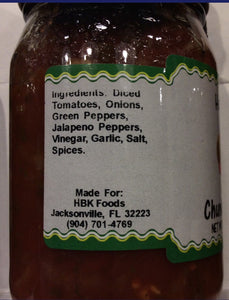 Ingredients: Diced
Tomatoes, Onions,
Green Peppers,
Jalapeno Peppers,
Vinegar, Garlic, Salt,
Spices.
Made For:
HBK Foods
Jacksonville, FL 32223
(904) 701-4769
NET